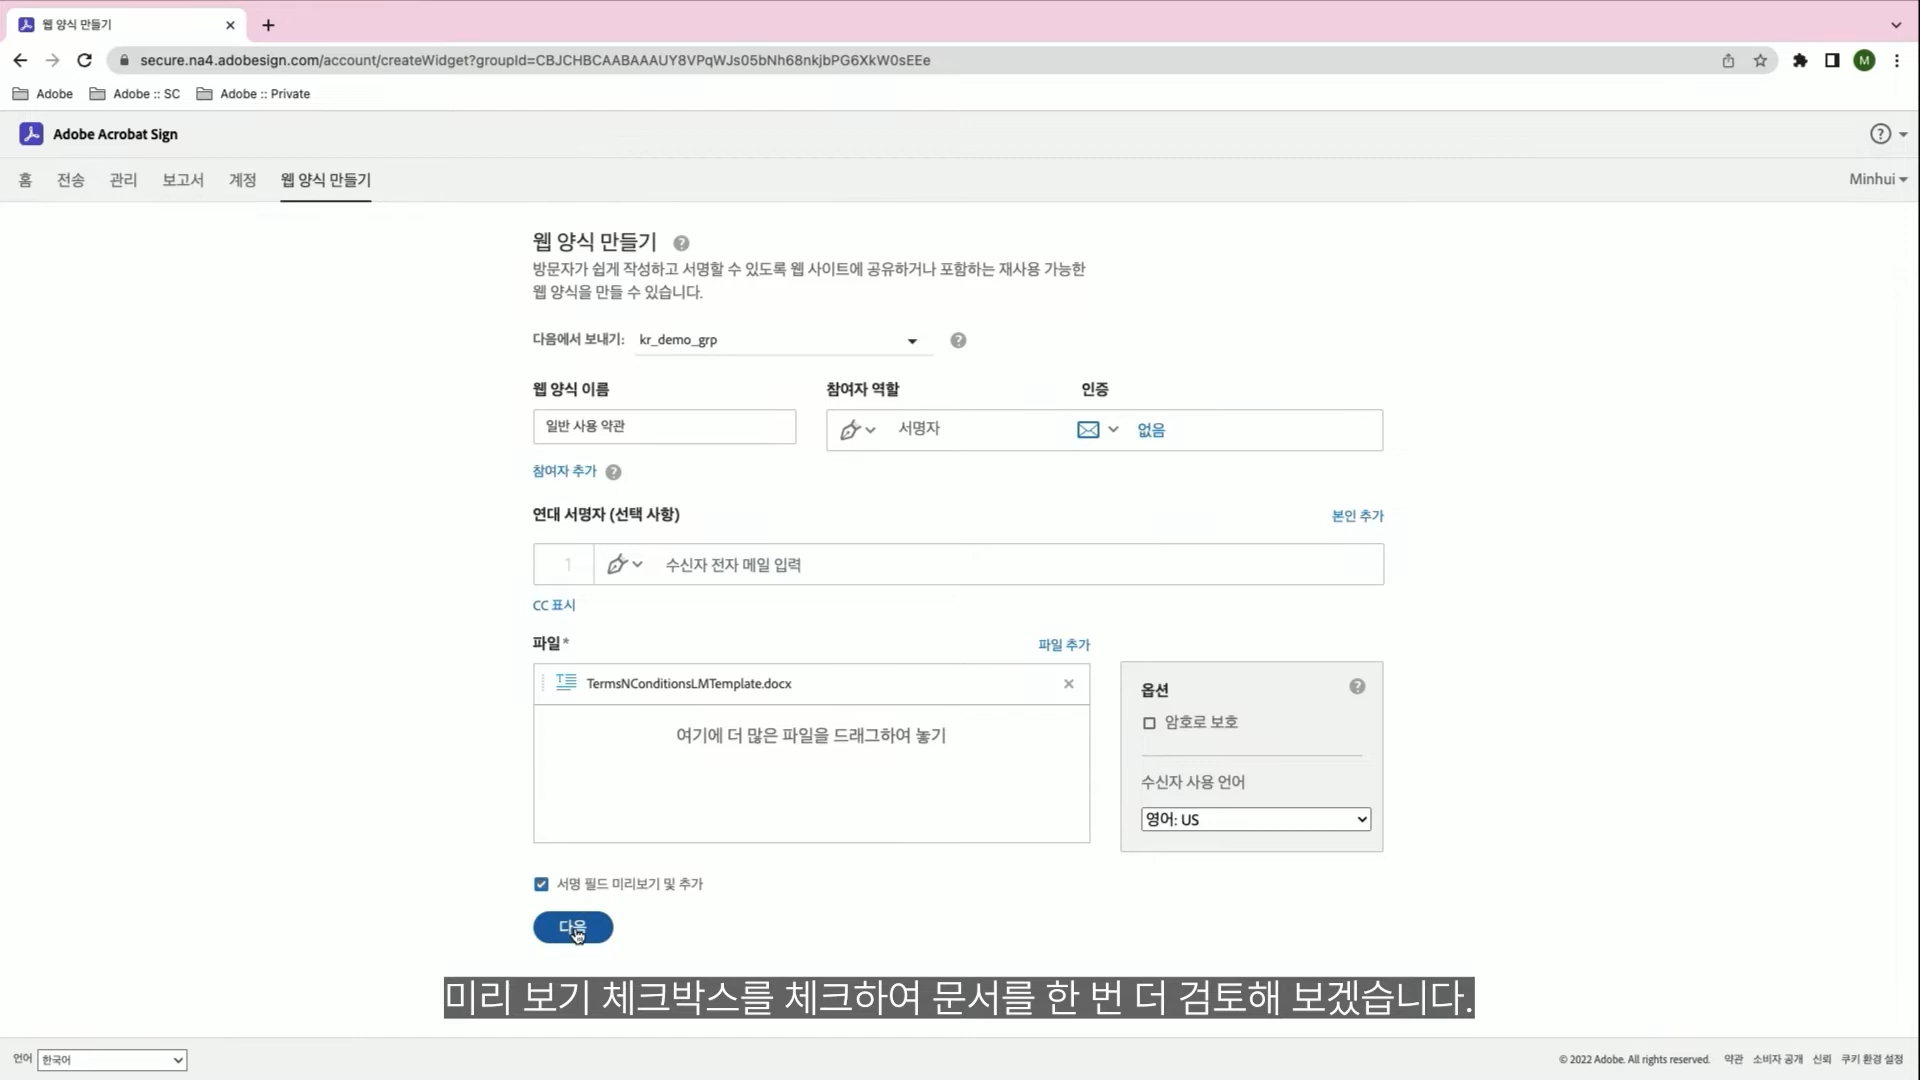 웹 양식 만들기
secure.na4.adobesign.com/account/createWidget?groupId=CBJCHBCAABAAAUY8VPqWJs05bNh68nkjbPG6XkW0sEEe
M
Adobe Adobe :: SC Adobe :: Private
Adobe Acrobat Sign
홈 전송 관리 보고서 계정 웹 양식 만들기 Minhui
웹 양식 만들기
방문자가 쉽게 작성하고 서명할 수 있도록 웹 사이트에 공유하거나 포함하는 재사용 가능한
웹 양식을 만들 수 있습니다.
다음에서 보내기: kr_demo_grp
웹 양식 이름 참여자 역할 인증
일반 사용 약관 서명자 없음
참여자 추가
연대 서명자 (선택 사항) 본인 추가
1 수신자 전자 메일 입력
CC 표시
파일* 파일 추가
TermsNConditionsLMTemplate.docx
여기에 더 많은 파일을 드래그하여 놓기
옵션
암호로 보호
수신자 사용 언어
영어: US
서명 필드 미리보기 및 추가
다음
미리 보기 체크박스를 체크하여 문서를 한 번 더 검토해 보겠습니다.
언어 한국어 © 2022 Adobe. All rights reserved. 약관 소비자 공개 신뢰 쿠키 환경 설정